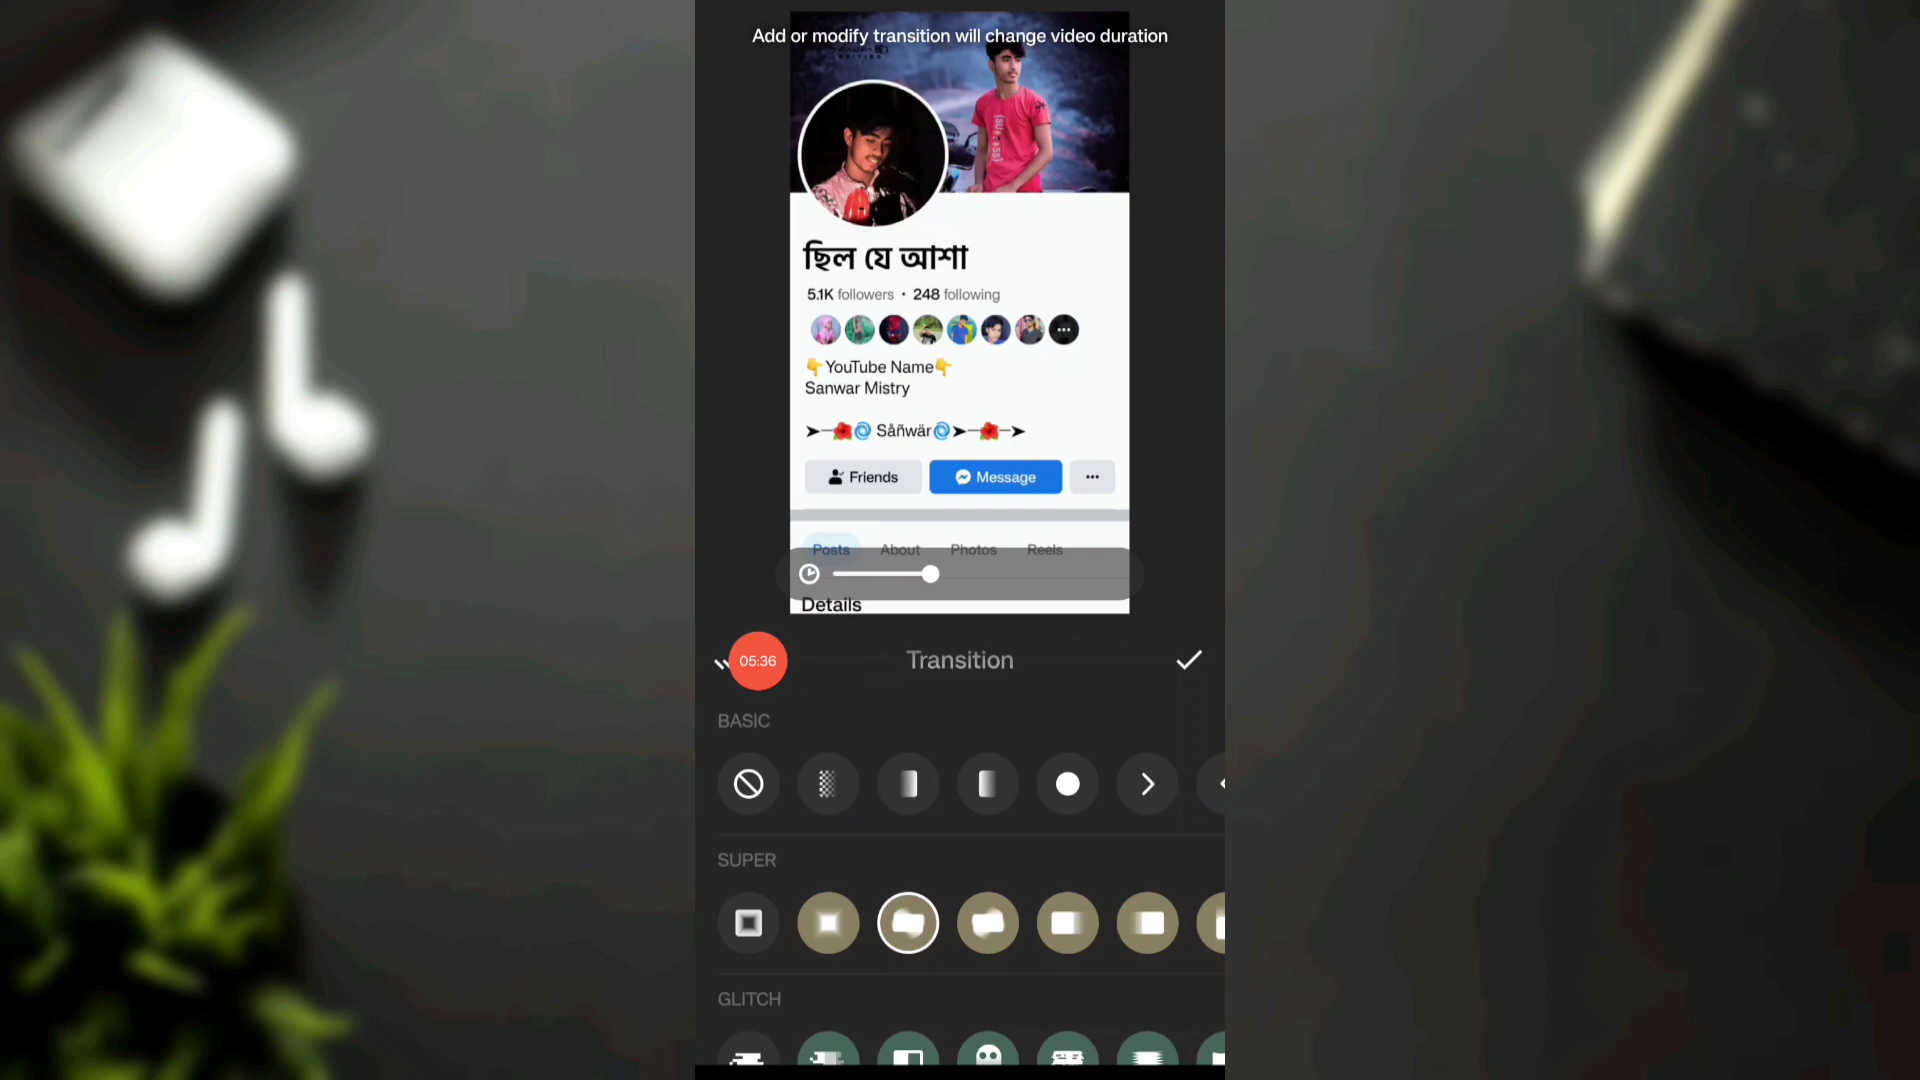 Add or modify transition will change video duration
ছিল যে আশা
5.1K followers · 248 following
👇YouTube Name👇
Sanwar Mistry
➤─🌺🌀 Såñwär🌀➤─🌺─➤
Friends
Message
Posts
About
Photos
Reels
Details
05:36
Transition
BASIC
SUPER
GLITCH